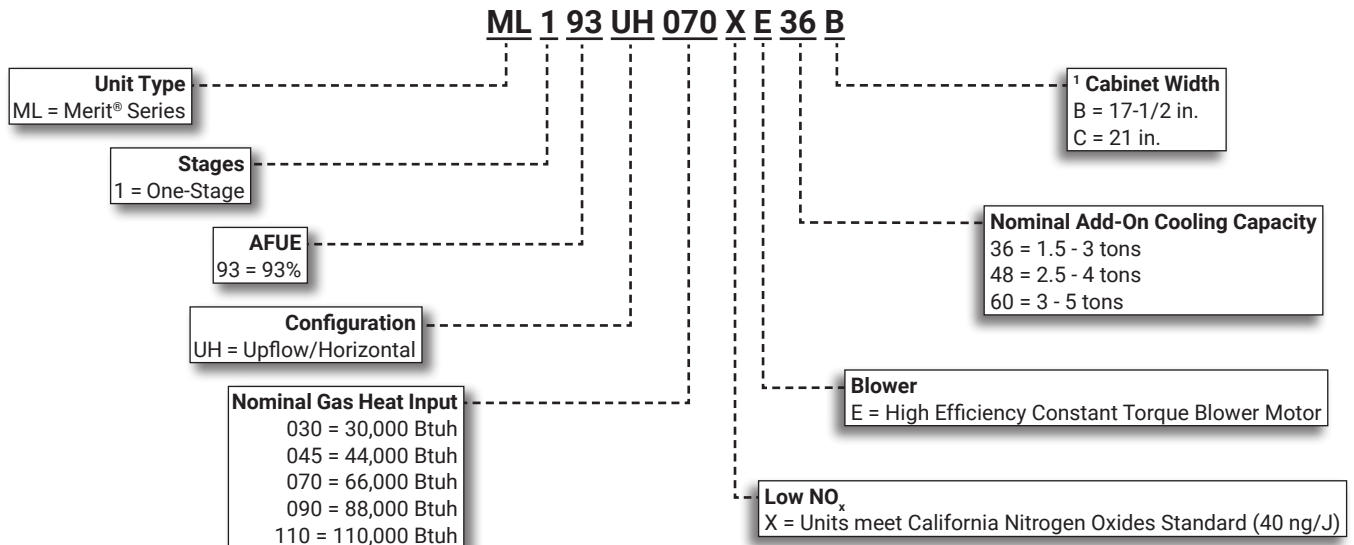 ML 1 93 UH 070 X E 36 B
Unit Type
ML = Merit® Series
Stages
1 = One-Stage
AFUE
93 = 93%
Configuration
UH = Upflow/Horizontal
Nominal Gas Heat Input
030 = 30,000 Btuh
045 = 44,000 Btuh
070 = 66,000 Btuh
090 = 88,000 Btuh
110 = 110,000 Btuh
¹ Cabinet Width
B = 17-1/2 in.
C = 21 in.
Nominal Add-On Cooling Capacity
36 = 1.5 - 3 tons
48 = 2.5 - 4 tons
60 = 3 - 5 tons
Blower
E = High Efficiency Constant Torque Blower Motor
Low NOₓ
X = Units meet California Nitrogen Oxides Standard (40 ng/J)